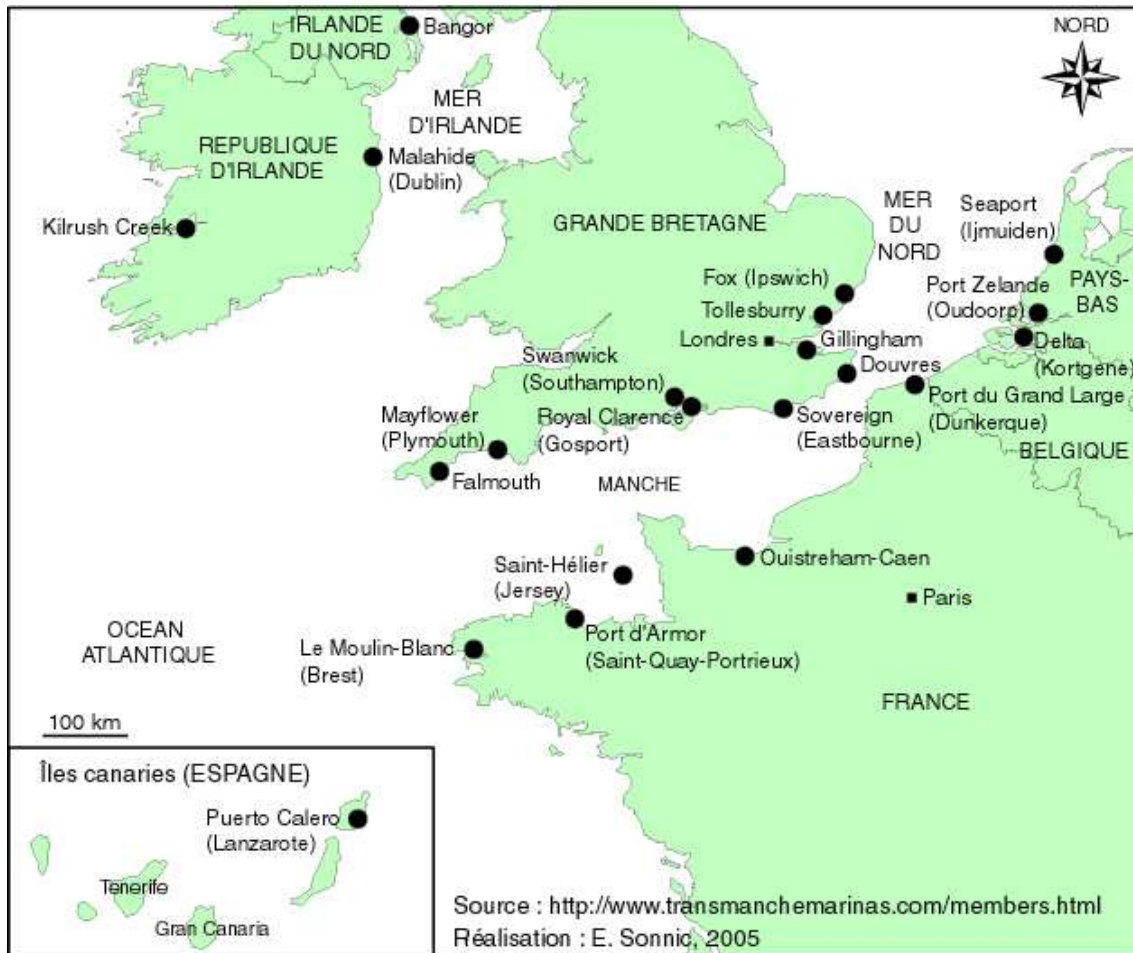 IRLANDE
DU NORD
Bangor
NORD
MER
D'IRLANDE
REPUBLIQUE
D'IRLANDE
Malahide
(Dublin)
Kilrush Creek
GRANDE BRETAGNE
MER
DU
NORD
Seaport
(Ijmuiden)
Fox (Ipswich)
Tollesburry
Londres
Gillingham
Douvres
Port Zelande
(Oudoorp)
PAYS-
BAS
Delta
(Kortgene)
Swanwick
(Southampton)
Mayflower
(Plymouth)
Royal Clarence
(Gosport)
Sovereign
(Eastbourne)
Port du Grand Large
(Dunkerque)
BELGIQUE
Falmouth
MANCHE
Ouistreham-Caen
Saint-Hélier
(Jersey)
Paris
OCEAN
ATLANTIQUE
Le Moulin-Blanc
(Brest)
Port d'Armor
(Saint-Quay-Portrieux)
FRANCE
100 km
Îles canaries (ESPAGNE)
Puerto Calero
(Lanzarote)
Tenerife
Gran Canaria
Source : http://www.transmanchemarinas.com/members.html
Réalisation : E. Sonnic, 2005